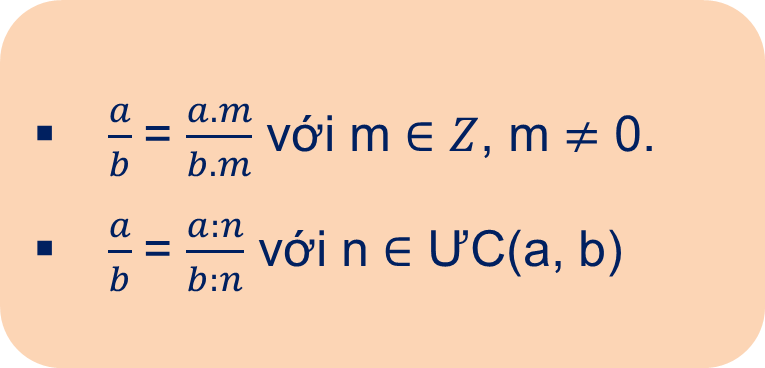 ▪ a/b = a.m/b.m với m ∈ Z, m ≠ 0.
▪ a/b = a:n/b:n với n ∈ ƯC(a, b)